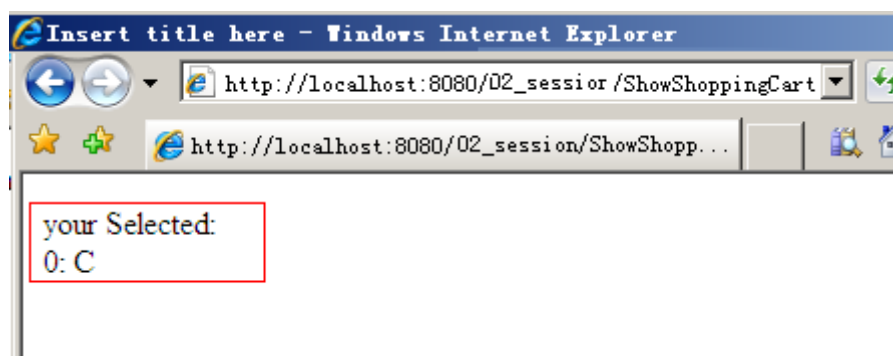 Insert title here - Windows Internet Explorer
http://localhost:8080/02_session/ShowShoppingCart
http://localhost:8080/02_session/ShowShopp...
your Selected:
0: C